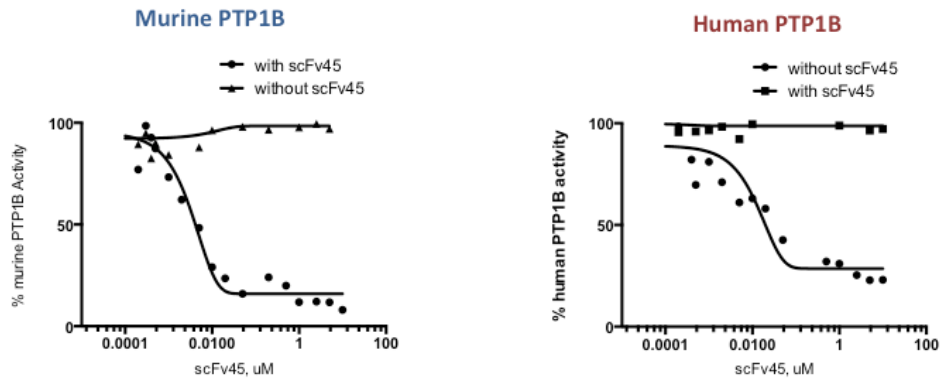 Murine PTP1B
with scFv45
without scFv45
% murine PTP1B Activity
100
50
0
0.0001
0.0100
1
100
scFv45, uM
Human PTP1B
without scFv45
with scFv45
% human PTP1B activity
100
50
0
0.0001
0.0100
1
100
scFv45, uM